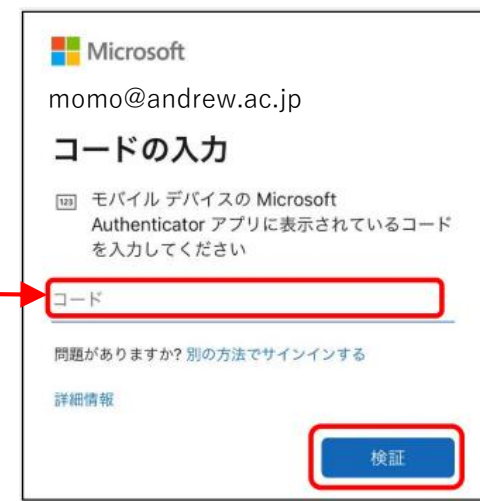 Microsoft
momo@andrew.ac.jp
コードの入力
123
モバイル デバイスの Microsoft
Authenticator アプリに表示されているコード
を入力してください
コード
問題がありますか? 別の方法でサインインする
詳細情報
検証